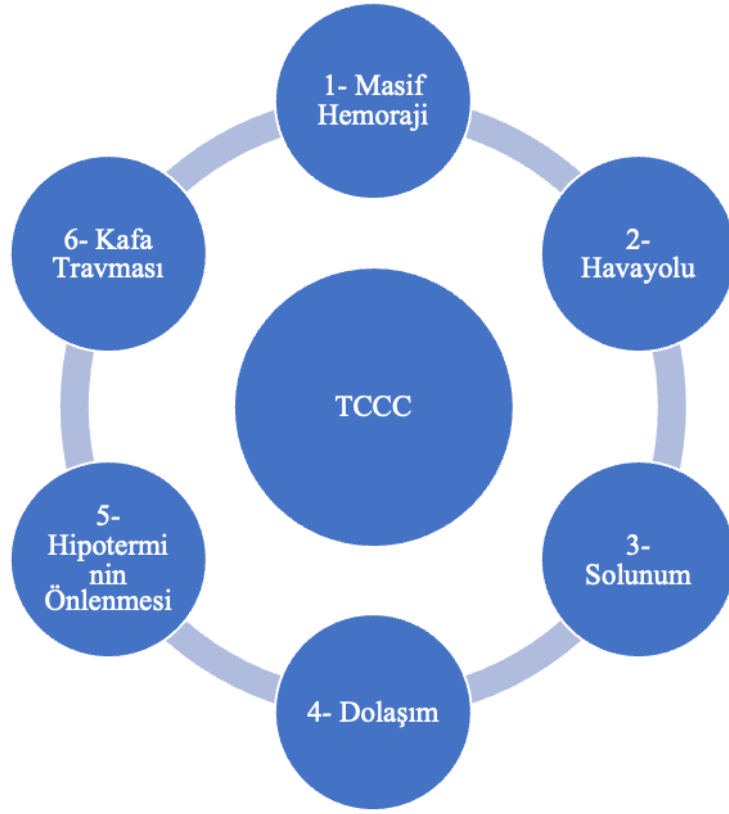 1- Masif
Hemoraji
2-
Havayolu
3-
Solunum
4- Dolaşım
5-
Hipotermi
nin
Önlenmesi
6- Kafa
Travması
TCCC